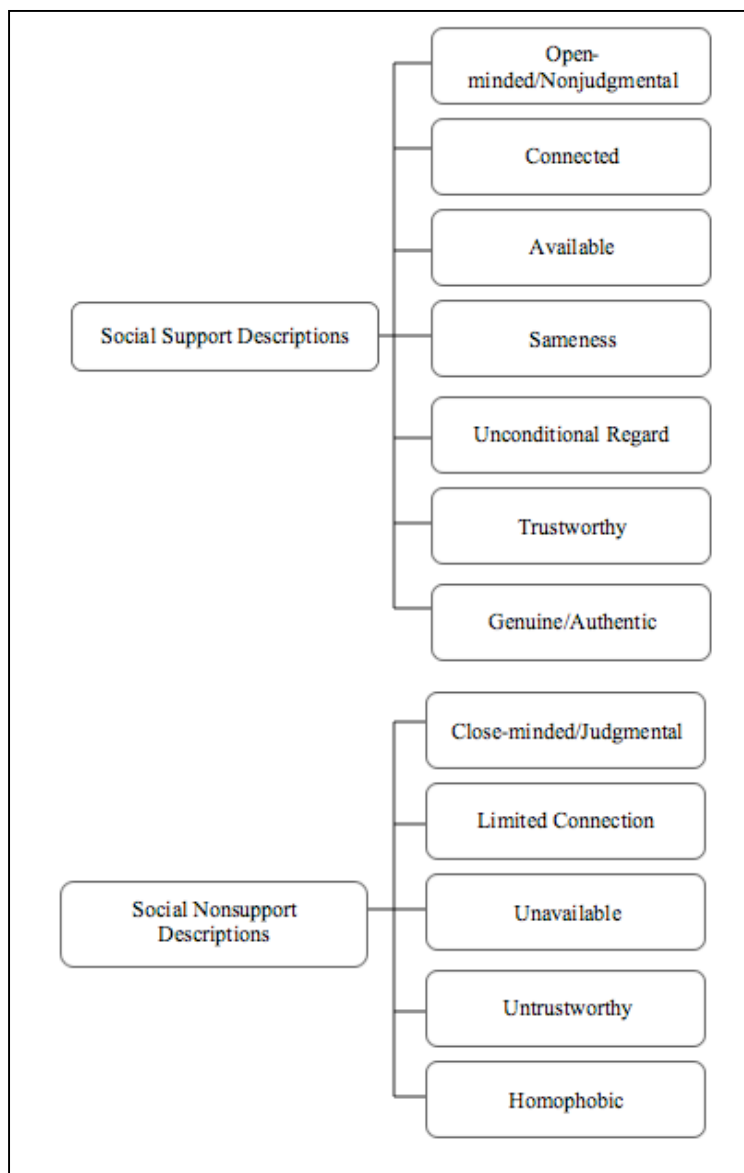 Open-
minded/Nonjudgmental
Connected
Available
Social Support Descriptions
Sameness
Unconditional Regard
Trustworthy
Genuine/Authentic
Close-minded/Judgmental
Limited Connection
Social Nonsupport
Descriptions
Unavailable
Untrustworthy
Homophobic